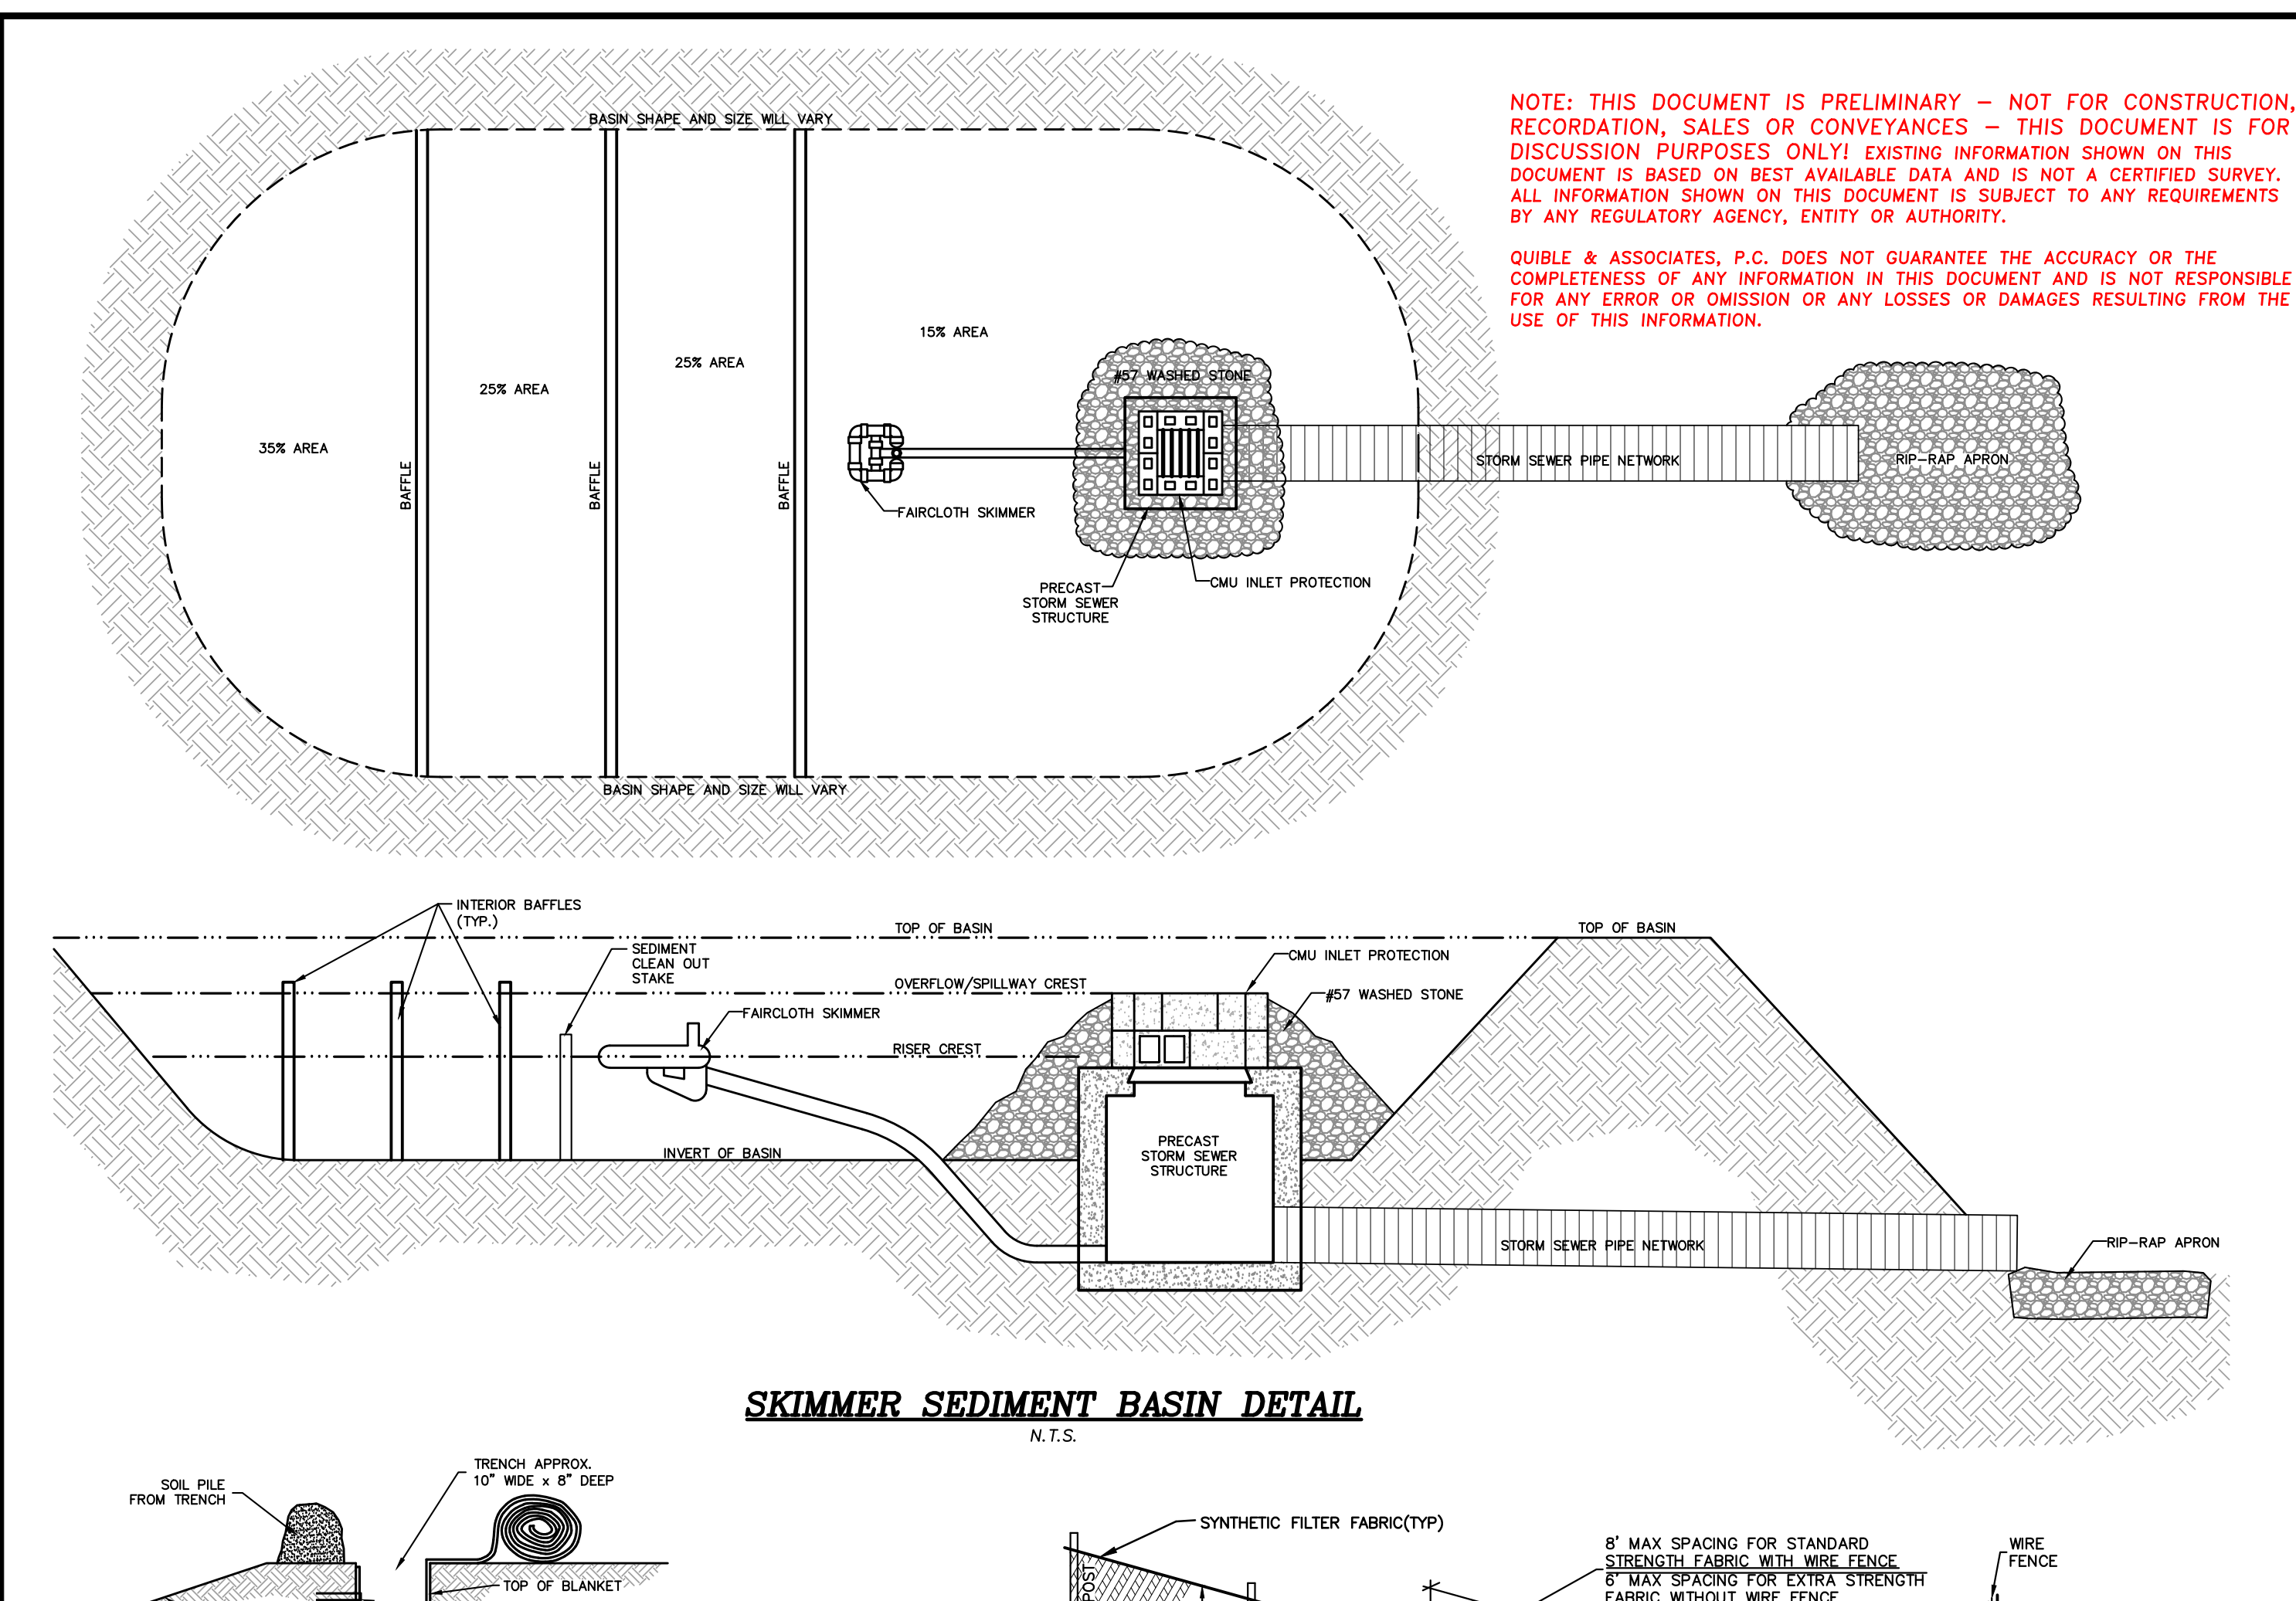 NOTE: THIS DOCUMENT IS PRELIMINARY – NOT FOR CONSTRUCTION,
RECORDATION, SALES OR CONVEYANCES – THIS DOCUMENT IS FOR
DISCUSSION PURPOSES ONLY! EXISTING INFORMATION SHOWN ON THIS
DOCUMENT IS BASED ON BEST AVAILABLE DATA AND IS NOT A CERTIFIED SURVEY.
ALL INFORMATION SHOWN ON THIS DOCUMENT IS SUBJECT TO ANY REQUIREMENTS
BY ANY REGULATORY AGENCY, ENTITY OR AUTHORITY.
QUIBLE & ASSOCIATES, P.C. DOES NOT GUARANTEE THE ACCURACY OR THE
COMPLETENESS OF ANY INFORMATION IN THIS DOCUMENT AND IS NOT RESPONSIBLE
FOR ANY ERROR OR OMISSION OR ANY LOSSES OR DAMAGES RESULTING FROM THE
USE OF THIS INFORMATION.
BASIN SHAPE AND SIZE WILL VARY
15% AREA
25% AREA
25% AREA
35% AREA
#57 WASHED STONE
BAFFLE
BAFFLE
BAFFLE
STORM SEWER PIPE NETWORK
RIP-RAP APRON
FAIRCLOTH SKIMMER
PRECAST
STORM SEWER
STRUCTURE
CMU INLET PROTECTION
BASIN SHAPE AND SIZE WILL VARY
INTERIOR BAFFLES
(TYP.)
TOP OF BASIN
TOP OF BASIN
SEDIMENT
CLEAN OUT
STAKE
CMU INLET PROTECTION
OVERFLOW/SPILLWAY CREST
#57 WASHED STONE
FAIRCLOTH SKIMMER
RISER CREST
INVERT OF BASIN
PRECAST
STORM SEWER
STRUCTURE
STORM SEWER PIPE NETWORK
RIP-RAP APRON
SKIMMER SEDIMENT BASIN DETAIL
N.T.S.
TRENCH APPROX.
10" WIDE x 8" DEEP
SOIL PILE
FROM TRENCH
TOP OF BLANKET
SYNTHETIC FILTER FABRIC(TYP)
POST
8' MAX SPACING FOR STANDARD
STRENGTH FABRIC WITH WIRE FENCE
6' MAX SPACING FOR EXTRA STRENGTH
FABRIC WITHOUT WIRE FENCE
WIRE
FENCE